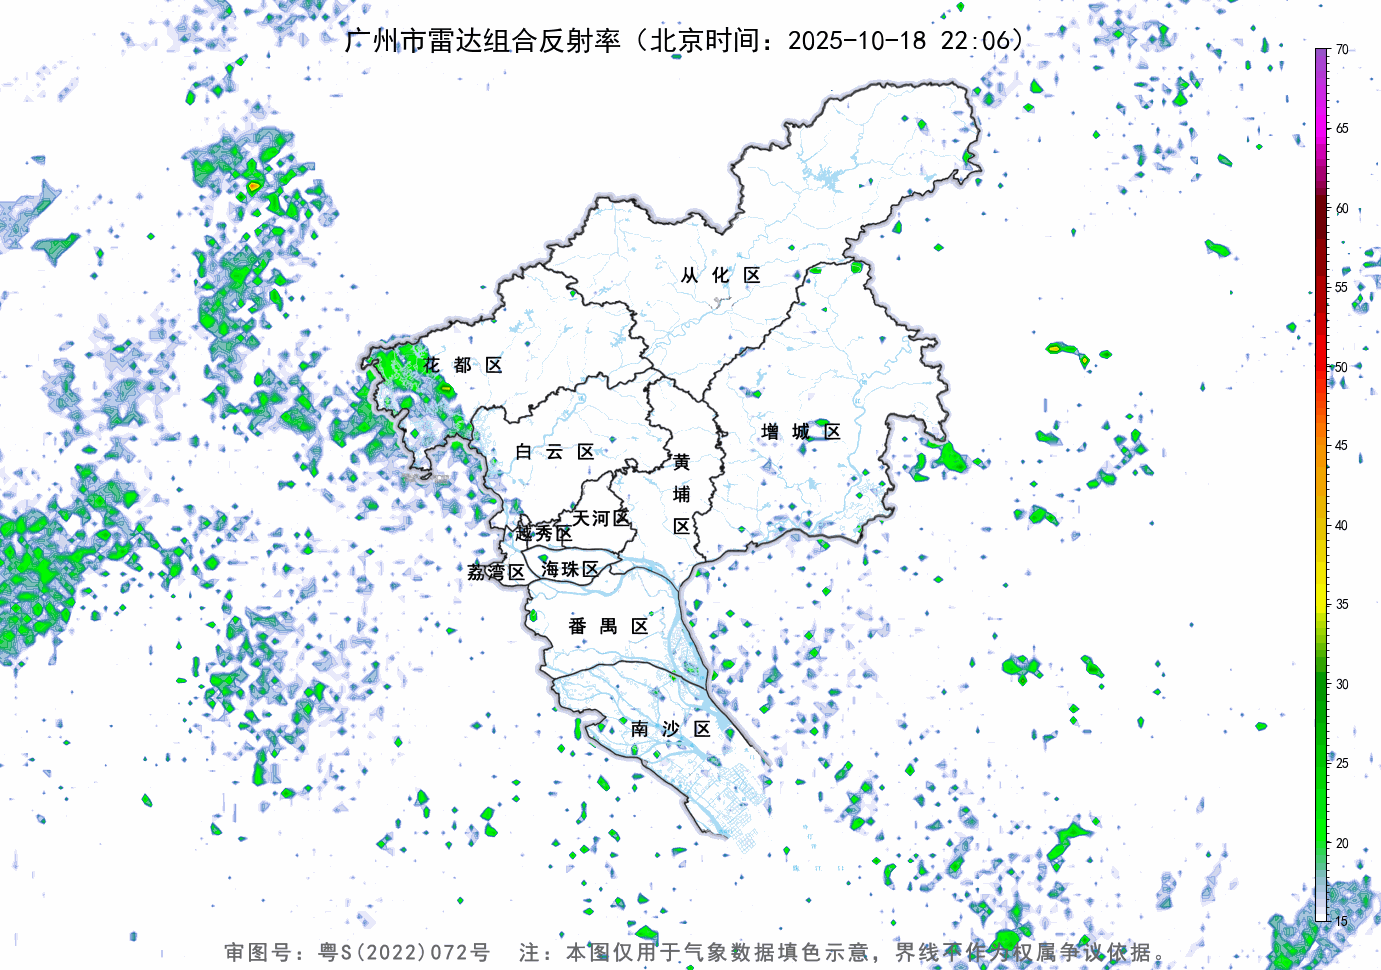 广州市雷达组合反射率（北京时间：2025-10-18 22:06）
70
65
60
55
50
45
40
35
30
25
20
15
从化区
花都区
增城区
白云区
黄埔区
天河区
越秀区
海珠区
荔湾区
番禺区
南沙区
审图号：粤S(2022)072号 注：本图仅用于气象数据填色示意，界线不作为权属争议依据。